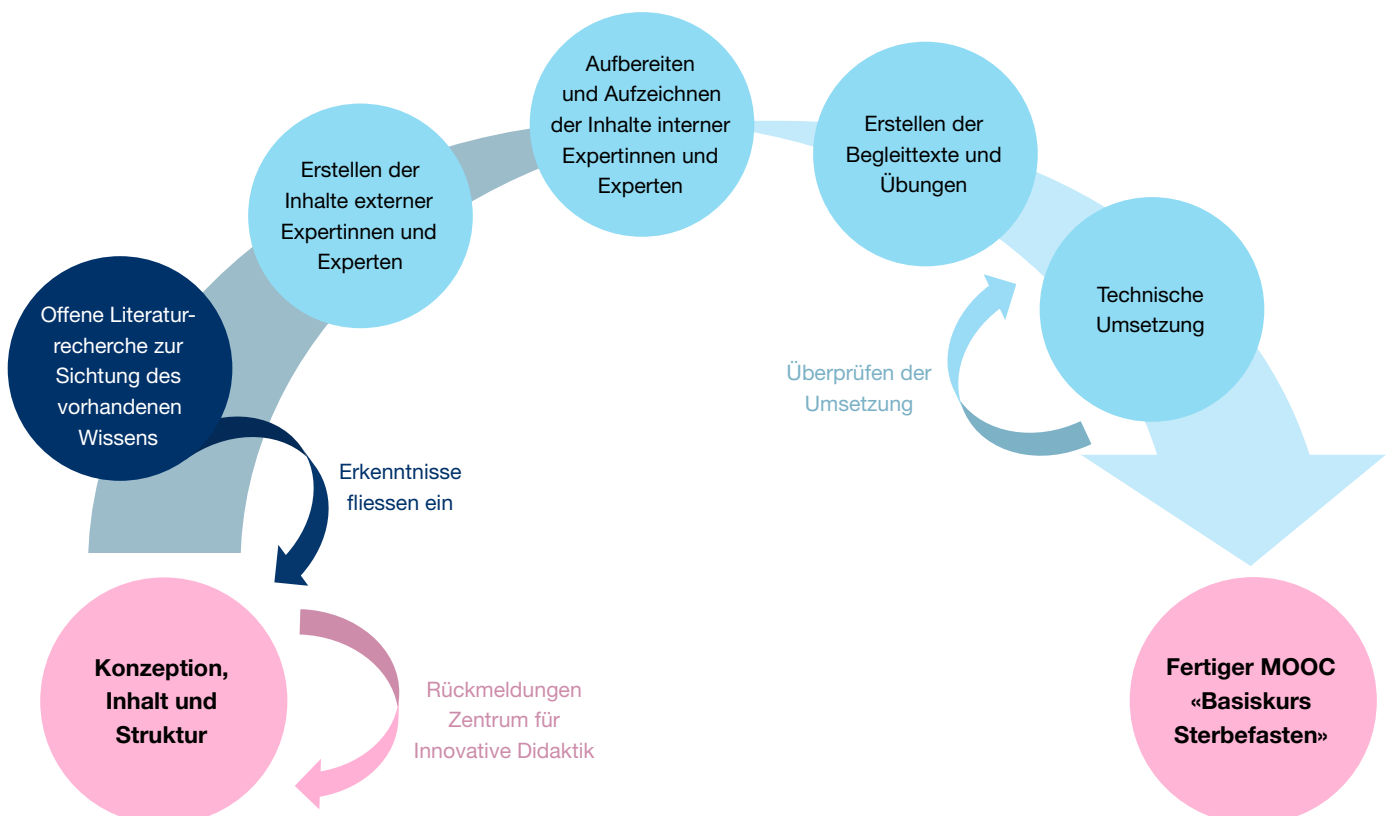 Konzeption,
Inhalt und
Struktur
Rückmeldungen
Zentrum für
Innovative Didaktik
Offene Literatur-
recherche zur
Sichtung des
vorhandenen
Wissens
Erkenntnisse
fliessen ein
Erstellen der
Inhalte externer
Expertinnen und
Experten
Aufbereiten
und Aufzeichnen
der Inhalte interner
Expertinnen und
Experten
Erstellen der
Begleittexte und
Übungen
Technische
Umsetzung
Überprüfen der
Umsetzung
Fertiger MOOC
«Basiskurs
Sterbefasten»